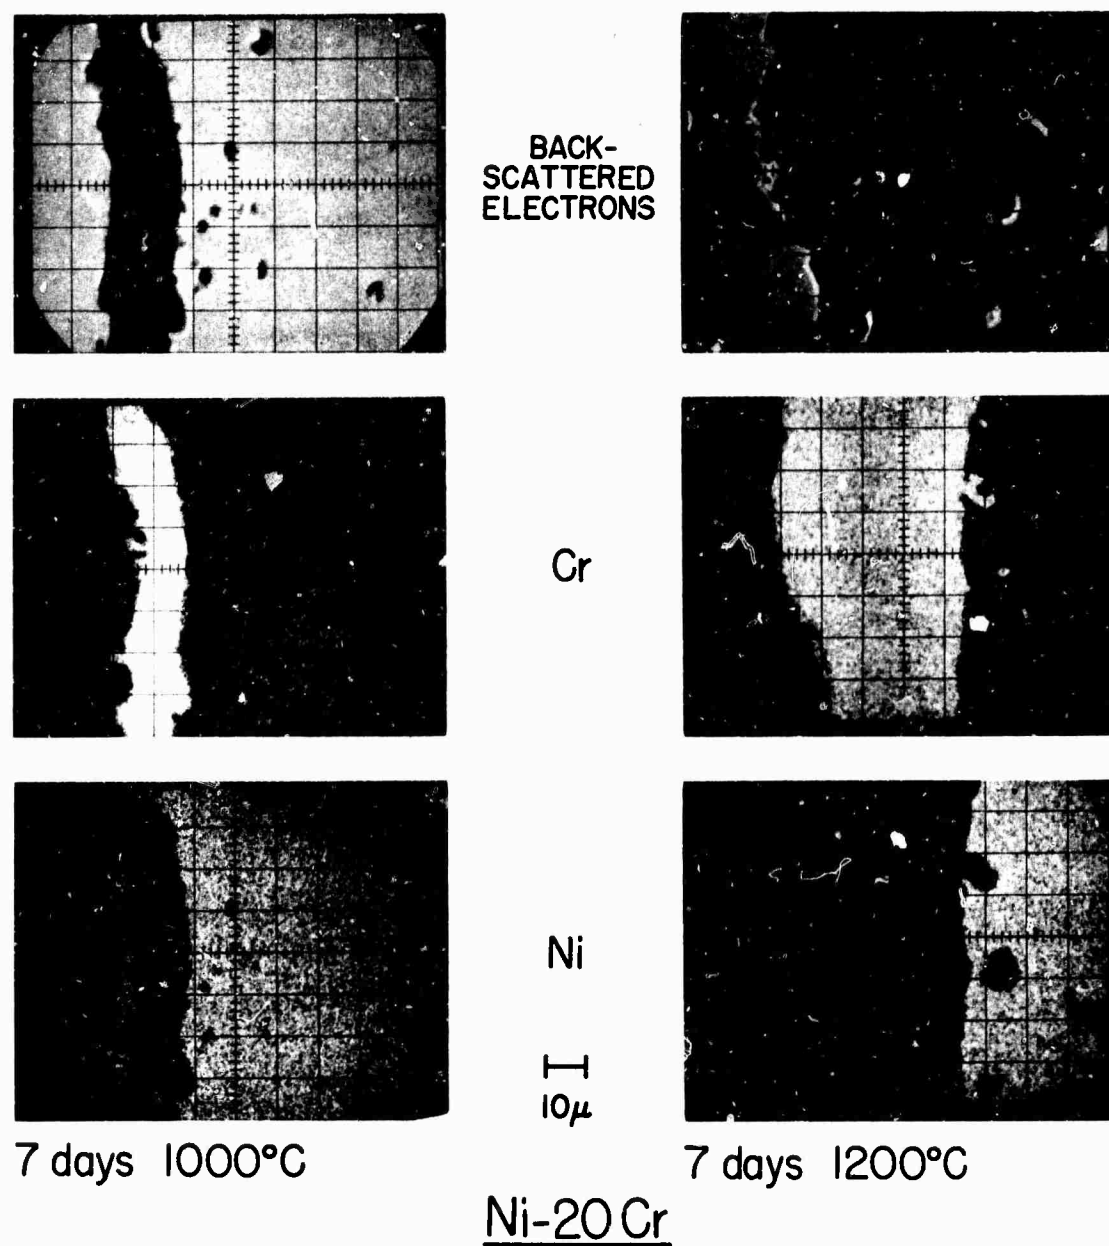 BACK-
SCATTERED
ELECTRONS
Cr
Ni
10μ
7 days 1000°C
7 days 1200°C
Ni-20 Cr